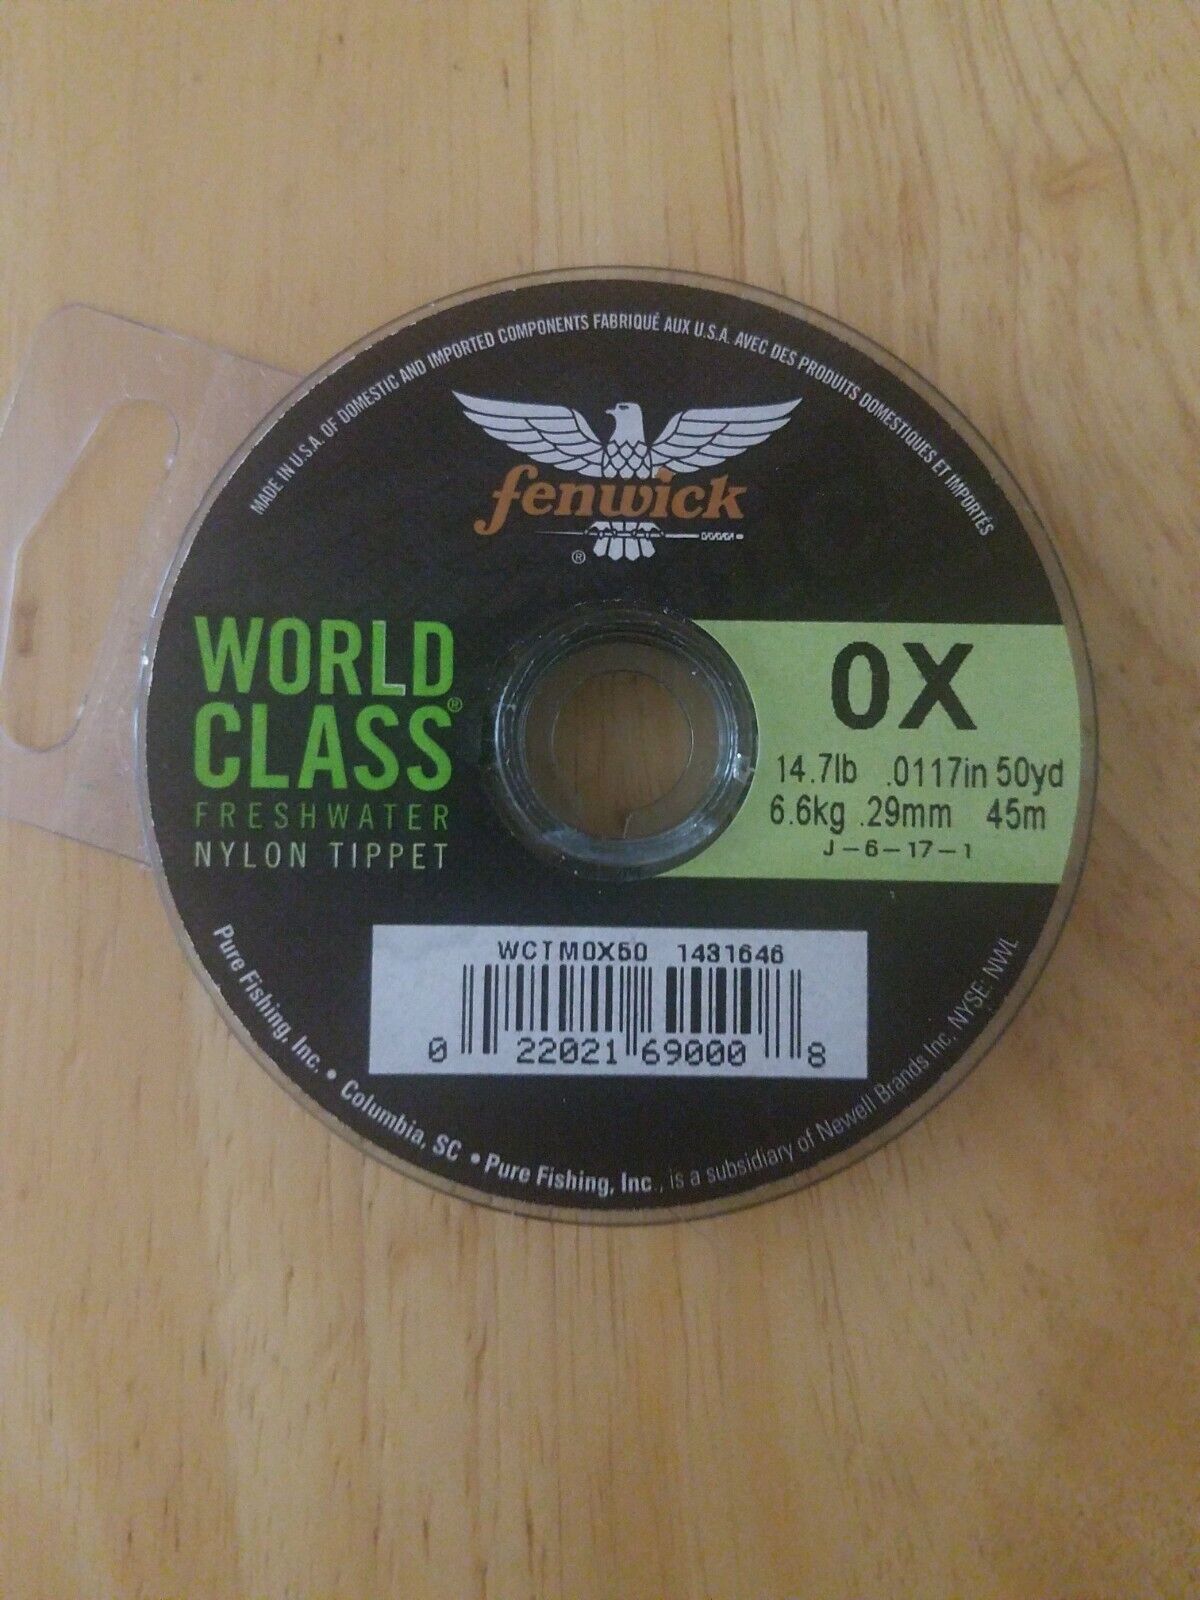 MADE IN U.S.A. OF DOMESTIC AND IMPORTED COMPONENTS FABRIQUÉ AUX U.S.A. AVEC DES PRODUITS DOMESTIQUES ET IMPORTÉS
fenwick
®
WORLD
CLASS®
FRESHWATER
NYLON TIPPET
0X
14.7lb .0117in 50yd
6.6kg .29mm 45m
J-6-17-1
WCTM0X50 1431646
0 22021 69000 8
Pure Fishing, Inc. • Columbia, SC • Pure Fishing, Inc., is a subsidiary of Newell Brands Inc. NYSE: NWL